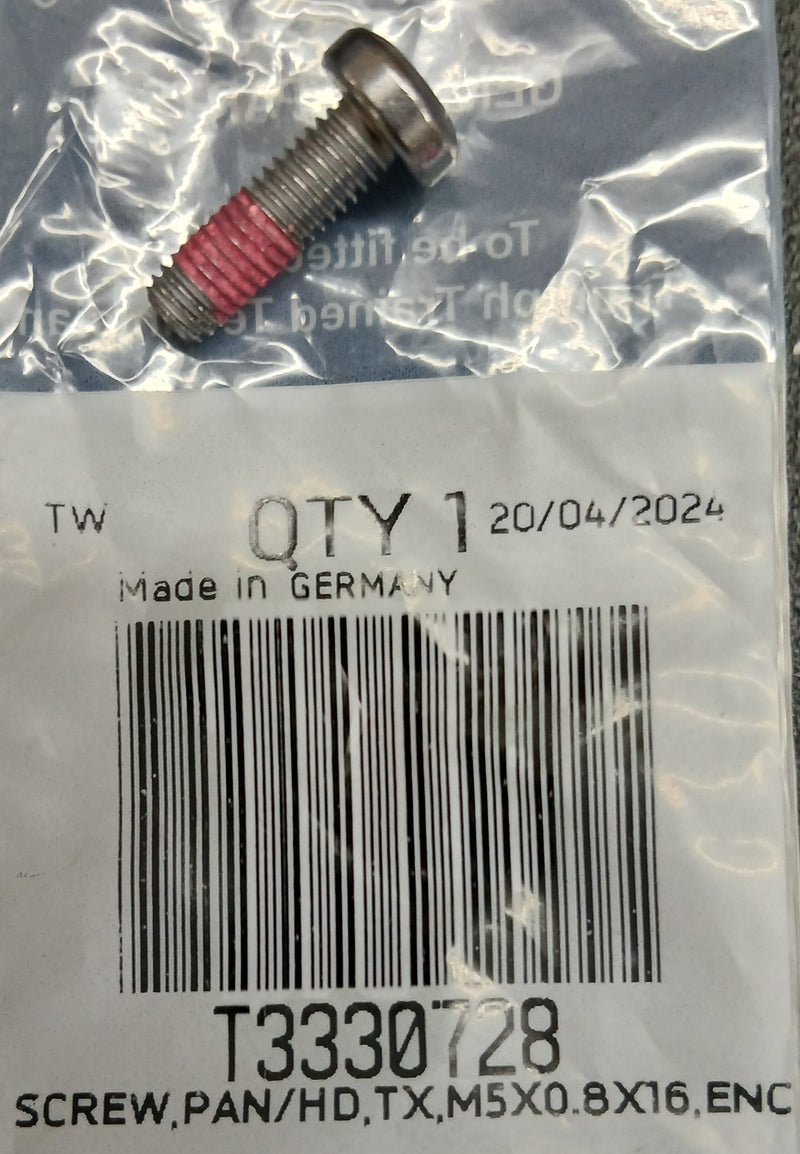 To be fitted
Trained Te
TW QTY 1 20/04/2024
Made in GERMANY
T3330728
SCREW,PAN/HD,TX,M5X0.8X16,ENC